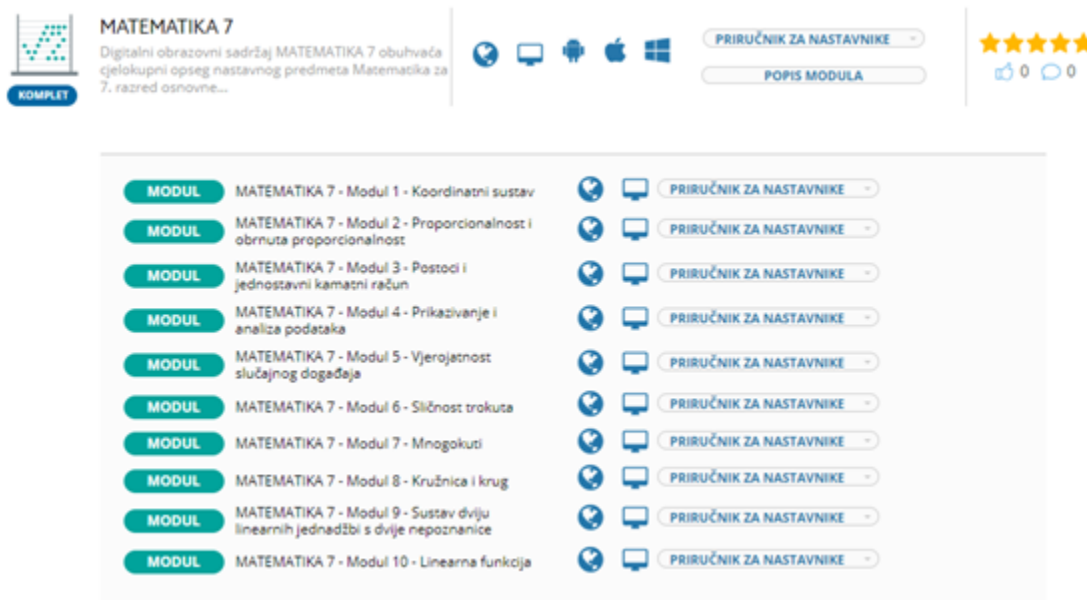 MATEMATIKA 7
Digitalni obrazovni sadržaj MATEMATIKA 7 obuhvaća
cjelokupni opseg nastavnog predmeta Matematika za
7. razred osnovne...
KOMPLET
PRIRUČNIK ZA NASTAVNIKE
POPIS MODULA
0 0
MODUL MATEMATIKA 7 - Modul 1 - Koordinatni sustav PRIRUČNIK ZA NASTAVNIKE
MODUL MATEMATIKA 7 - Modul 2 - Proporcionalnost i
obrnuta proporcionalnost PRIRUČNIK ZA NASTAVNIKE
MODUL MATEMATIKA 7 - Modul 3 - Postoci i
jednostavni kamatni račun PRIRUČNIK ZA NASTAVNIKE
MODUL MATEMATIKA 7 - Modul 4 - Prikazivanje i
analiza podataka PRIRUČNIK ZA NASTAVNIKE
MODUL MATEMATIKA 7 - Modul 5 - Vjerojatnost
slučajnog događaja PRIRUČNIK ZA NASTAVNIKE
MODUL MATEMATIKA 7 - Modul 6 - Sličnost trokuta PRIRUČNIK ZA NASTAVNIKE
MODUL MATEMATIKA 7 - Modul 7 - Mnogokuti PRIRUČNIK ZA NASTAVNIKE
MODUL MATEMATIKA 7 - Modul 8 - Kružnica i krug PRIRUČNIK ZA NASTAVNIKE
MODUL MATEMATIKA 7 - Modul 9 - Sustav dviju
linearnih jednadžbi s dvije nepoznanice PRIRUČNIK ZA NASTAVNIKE
MODUL MATEMATIKA 7 - Modul 10 - Linearna funkcija PRIRUČNIK ZA NASTAVNIKE